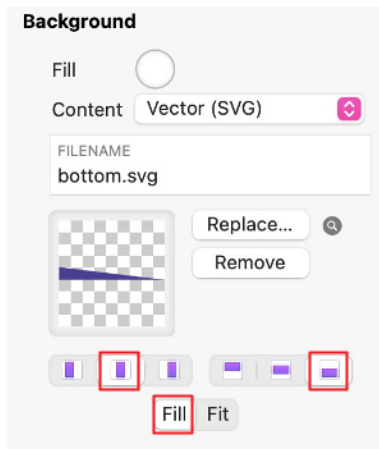 Background
Fill
Content Vector (SVG)
FILENAME
bottom.svg
Replace...
Remove
Fill Fit